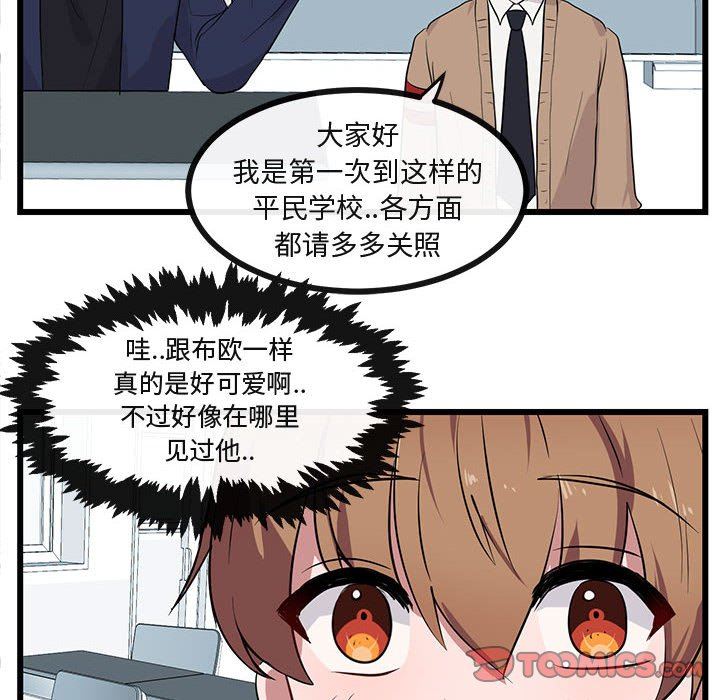 大家好
我是第一次到这样的
平民学校..各方面
都请多多关照
哇..跟布欧一样
真的是好可爱啊..
不过好像在哪里
见过他..
TOOMICS.COM